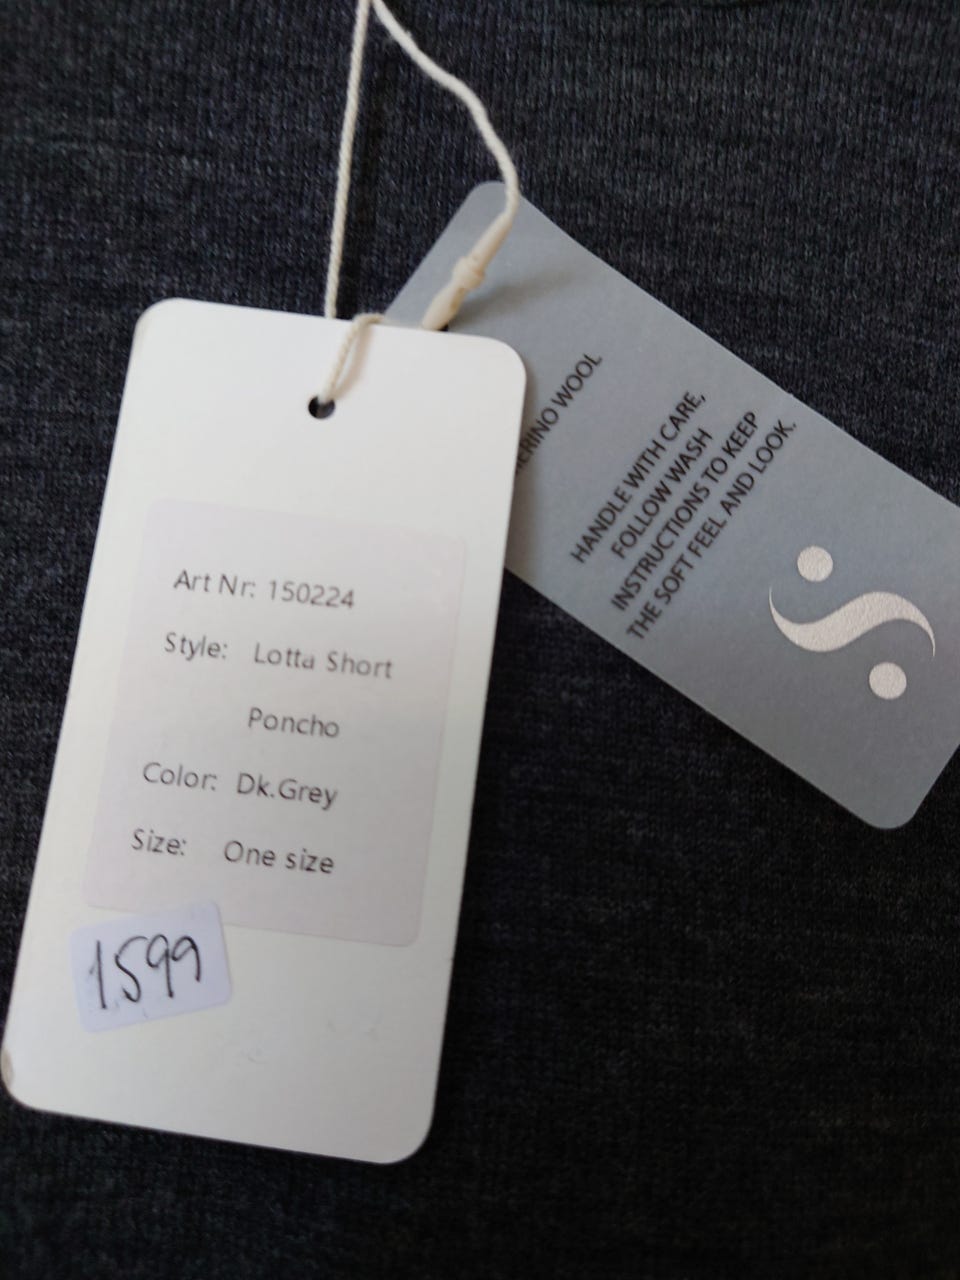 Art Nr: 150224
Style: Lotta Short
Poncho
Color: Dk.Grey
Size: One size
1599
WOOL
HANDLE WITH CARE,
FOLLOW WASH
INSTRUCTIONS TO KEEP
THE SOFT FEEL AND LOOK.